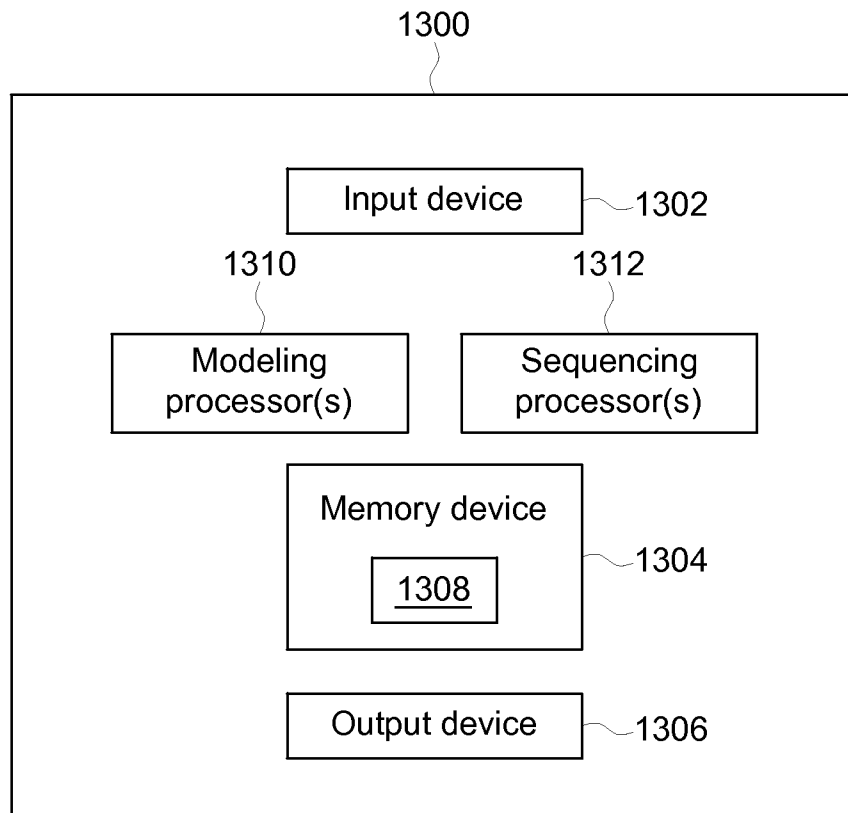 1300
Input device
1302
1310
1312
Modeling
processor(s)
Sequencing
processor(s)
Memory device
1304
1308
Output device
1306